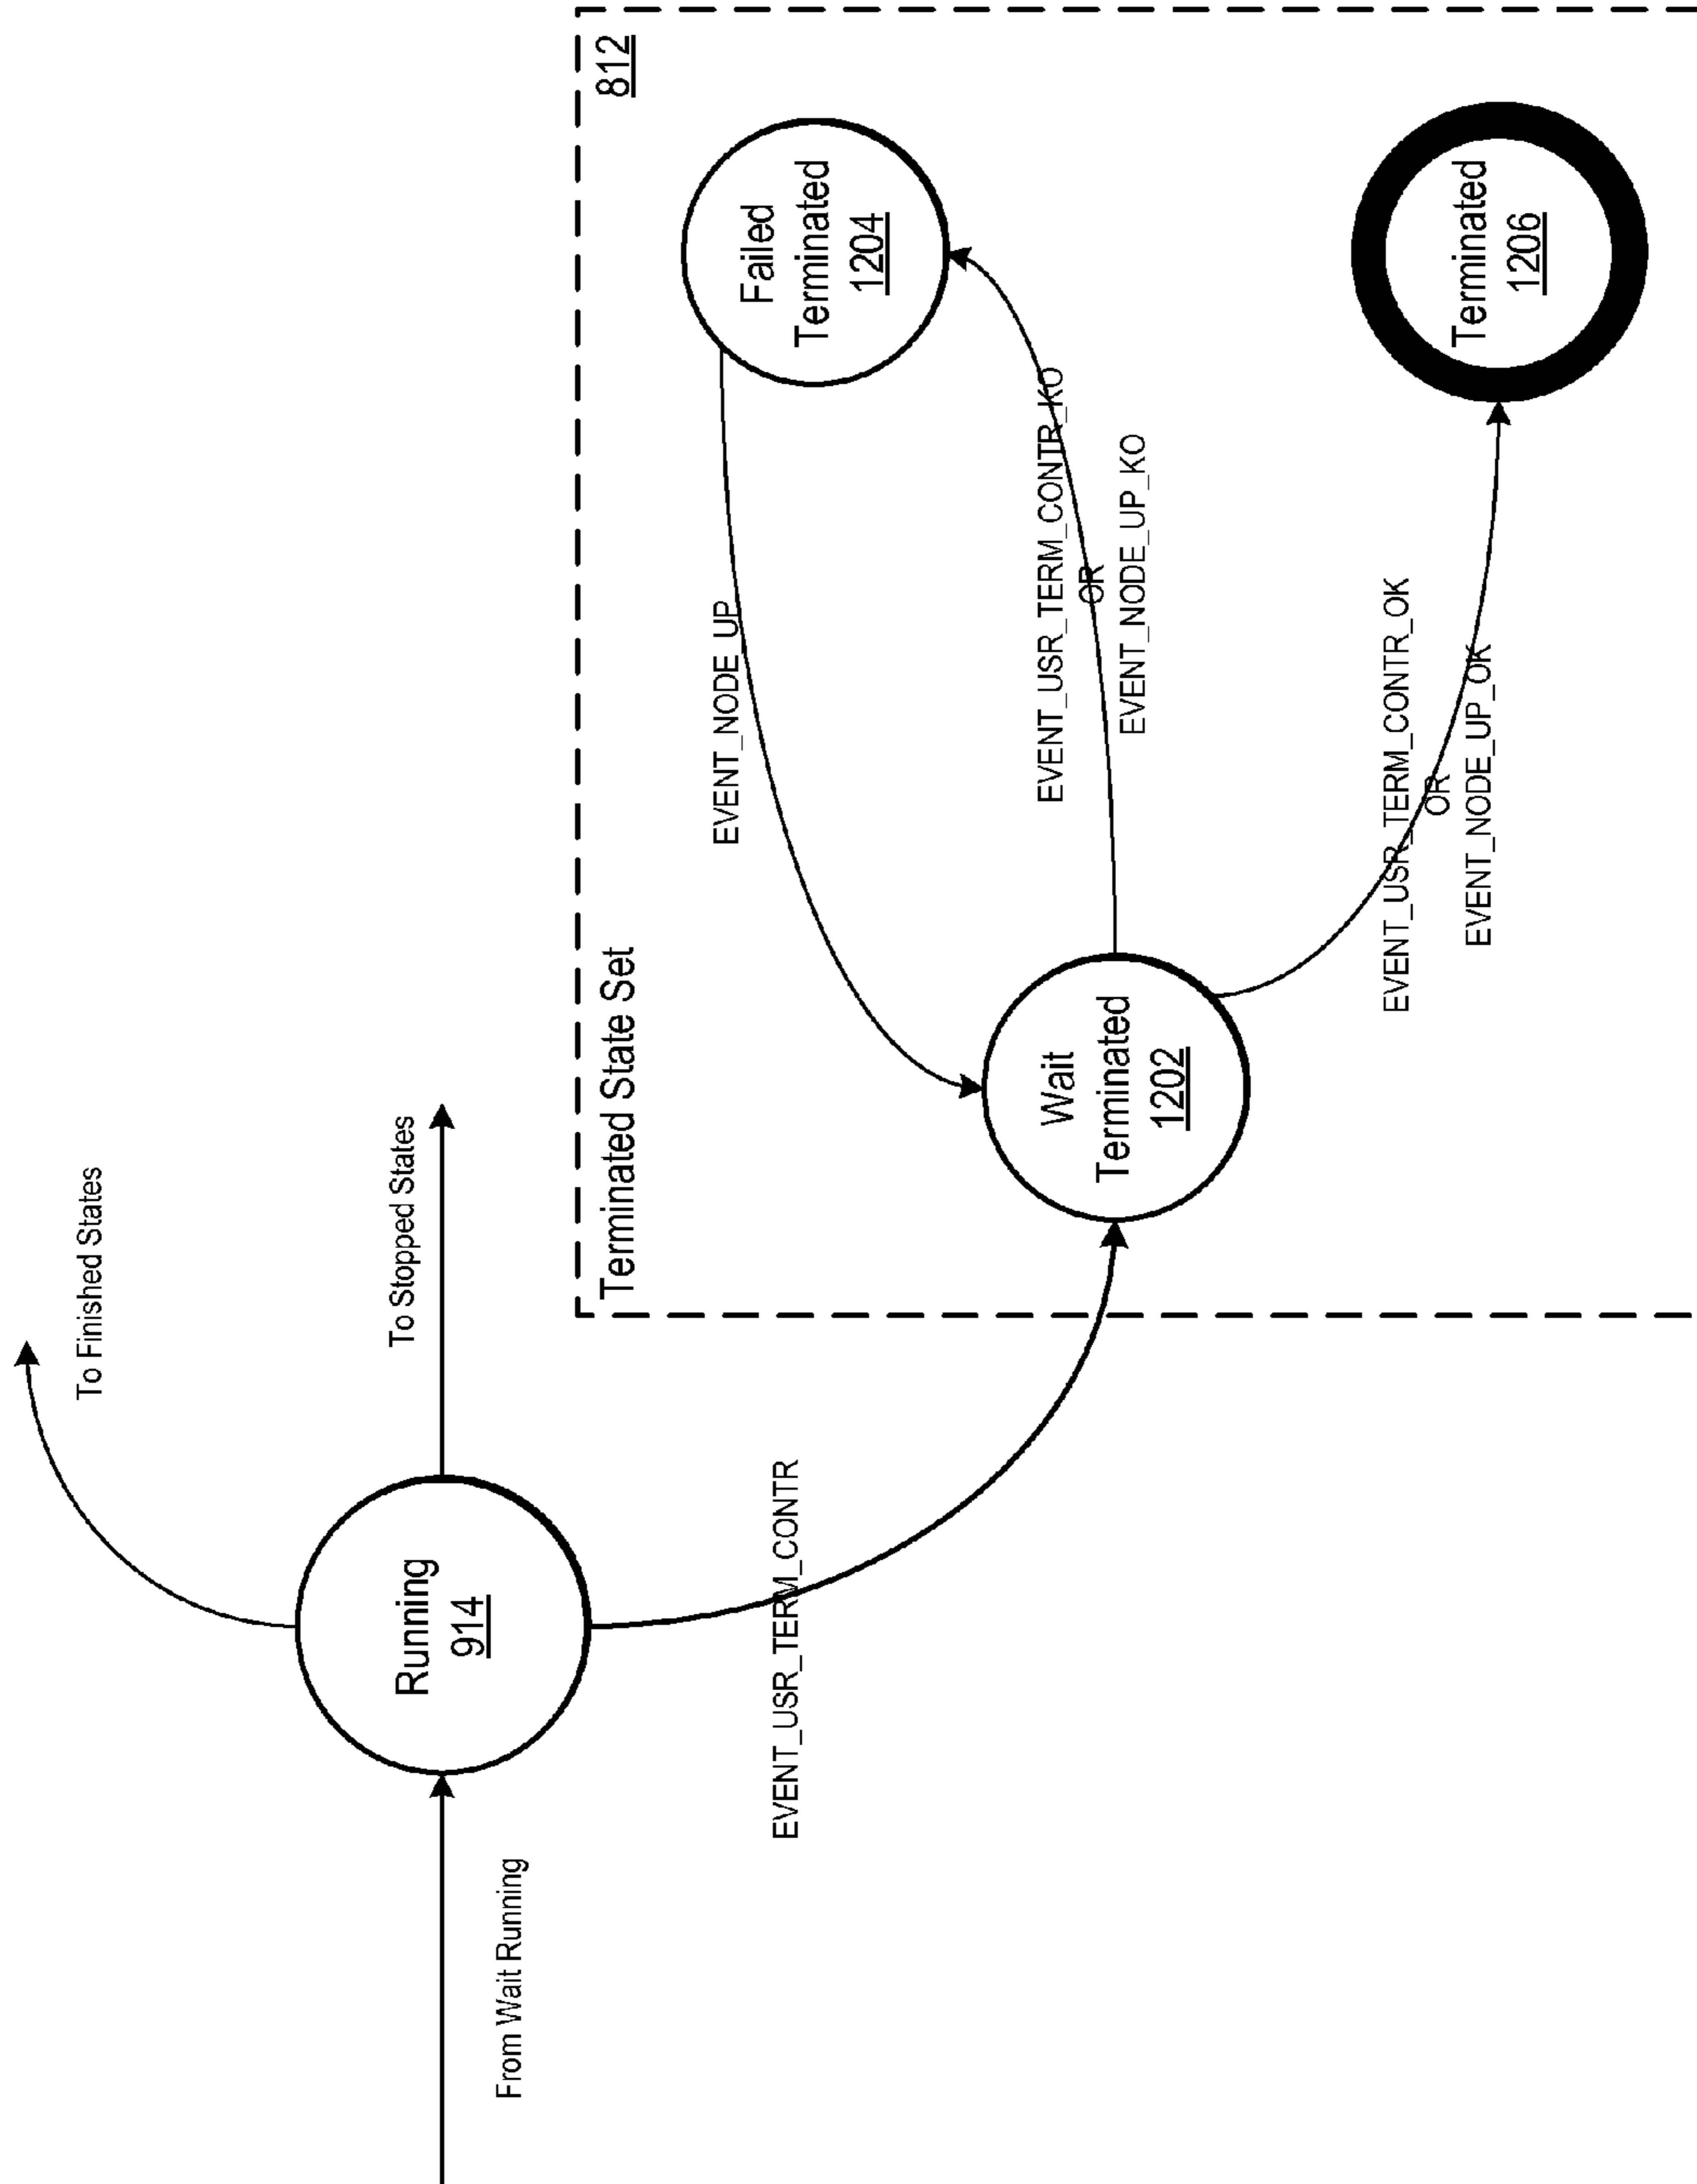 To Finished States
From Wait Running
Running
914
To Stopped States
EVENT_USR_TERM_CONTR
Terminated State Set
812
Wait
Terminated
1202
EVENT_NODE_UP
Failed
Terminated
1204
EVENT_USR_TERM_CONTR_KO
OR
EVENT_NODE_UP_KO
EVENT_USR_TERM_CONTR_OK
OR
EVENT_NODE_UP_OK
Terminated
1206